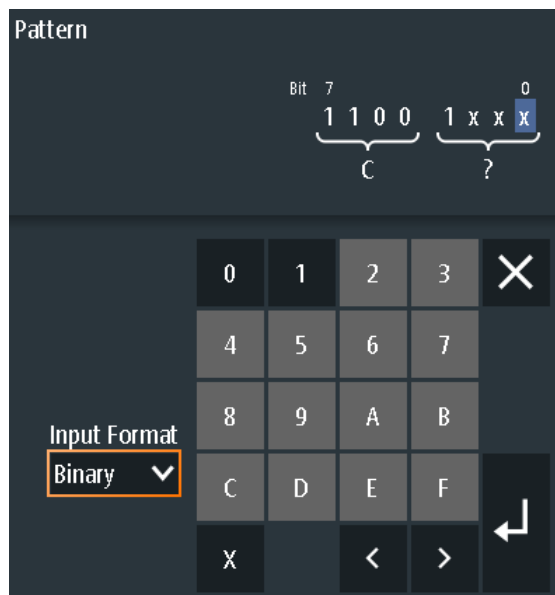 Pattern
Bit 7 0
1 1 0 0 1 x x x
C ?
0 1 2 3
4 5 6 7
8 9 A B
Input Format
Binary
C D E F
X < >